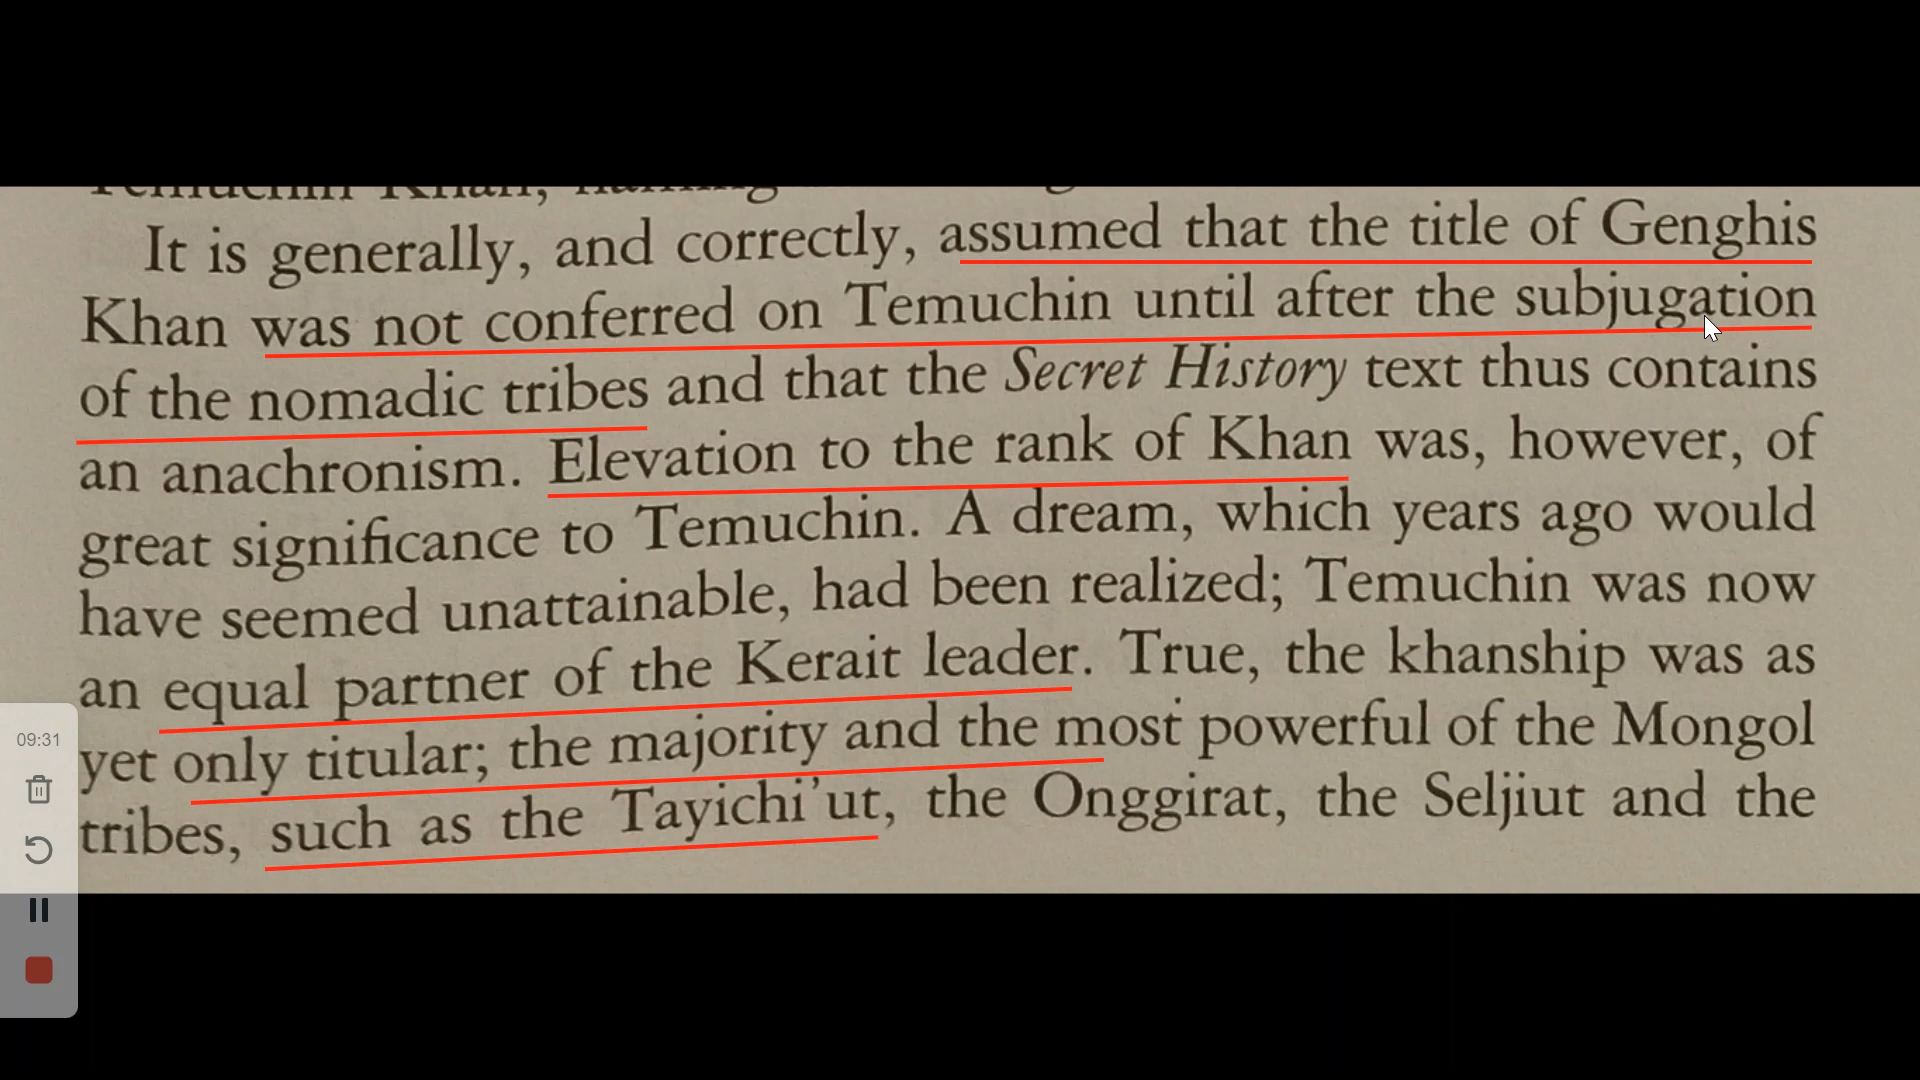 It is generally, and correctly, assumed that the title of Genghis
Khan was not conferred on Temuchin until after the subjugation
of the nomadic tribes and that the Secret History text thus contains
an anachronism. Elevation to the rank of Khan was, however, of
great significance to Temuchin. A dream, which years ago would
have seemed unattainable, had been realized; Temuchin was now
an equal partner of the Kerait leader. True, the khanship was as
yet only titular; the majority and the most powerful of the Mongol
tribes, such as the Tayichi’ut, the Onggirat, the Seljiut and the
09:31